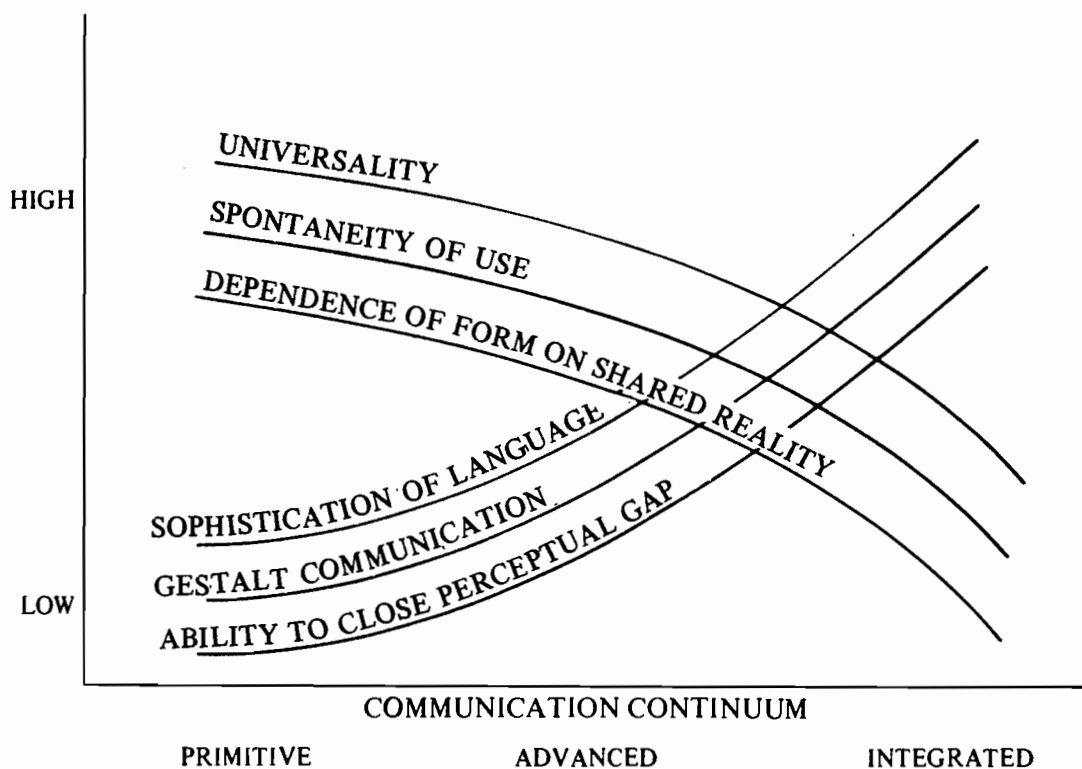 UNIVERSALITY
HIGH
SPONTANEITY OF USE
DEPENDENCE OF FORM ON SHARED REALITY
SOPHISTICATION OF LANGUAGE
GESTALT COMMUNICATION
LOW
ABILITY TO CLOSE PERCEPTUAL GAP
COMMUNICATION CONTINUUM
PRIMITIVE ADVANCED INTEGRATED